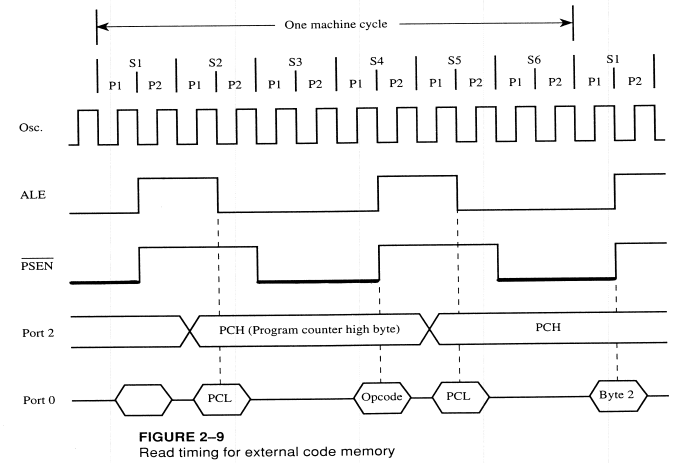 One machine cycle
S1 S2 S3 S4 S5 S6 S1
P1 P2 P1 P2 P1 P2 P1 P2 P1 P2 P1 P2 P1 P2
Osc.
ALE
PSEN
Port 2 PCH (Program counter high byte) PCH
Port 0 PCL Opcode PCL Byte 2
FIGURE 2–9
Read timing for external code memory